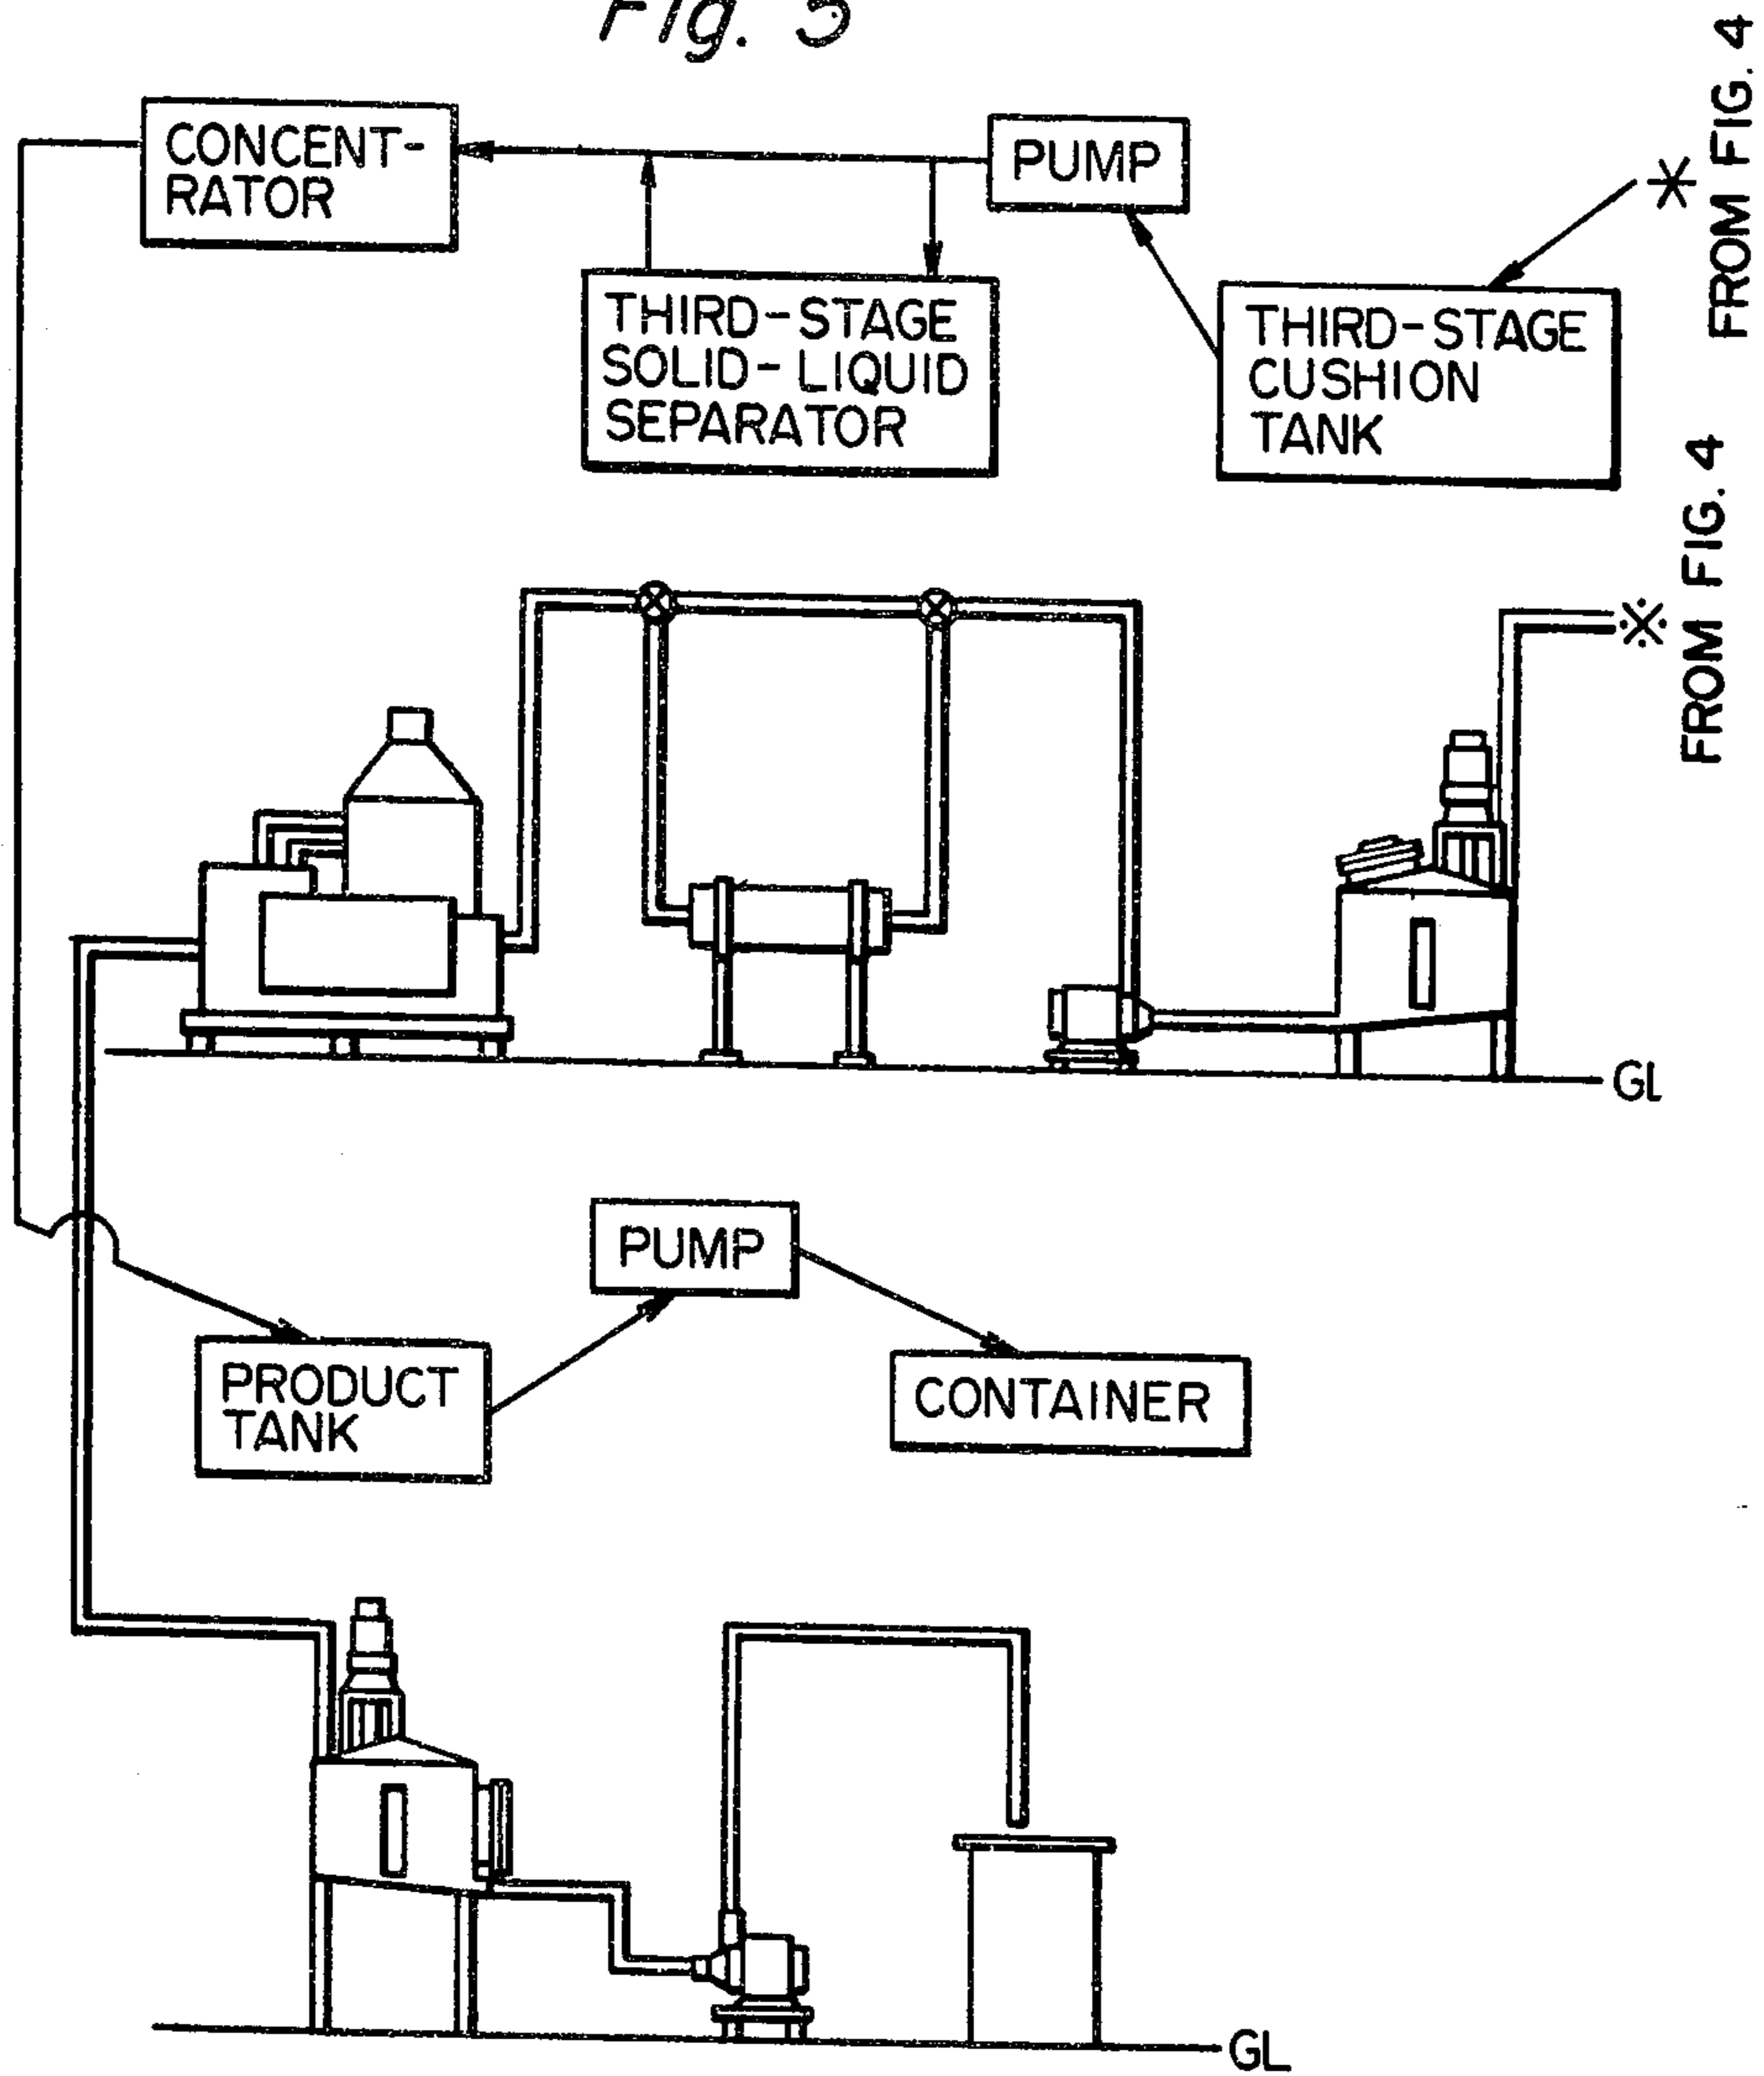 Fig. 5
CONCENT-
RATOR
PUMP
* FROM FIG. 4
THIRD-STAGE
SOLID-LIQUID
SEPARATOR
THIRD-STAGE
CUSHION
TANK
※ FROM FIG. 4
GL
PUMP
PRODUCT
TANK
CONTAINER
GL